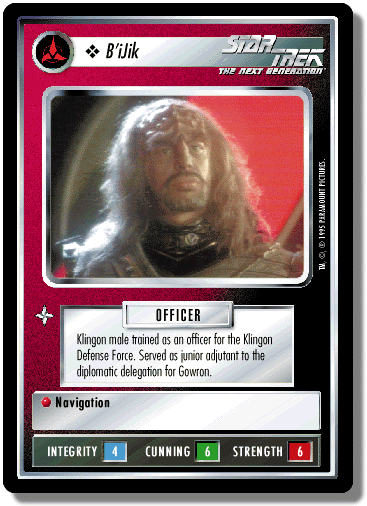 ❖ B'iJik
STAR TREK
THE NEXT GENERATION
TM, ©, ® 1995 PARAMOUNT PICTURES.
OFFICER
Klingon male trained as an officer for the Klingon
Defense Force. Served as junior adjutant to the
diplomatic delegation for Gowron.
Navigation
INTEGRITY 4 CUNNING 6 STRENGTH 6